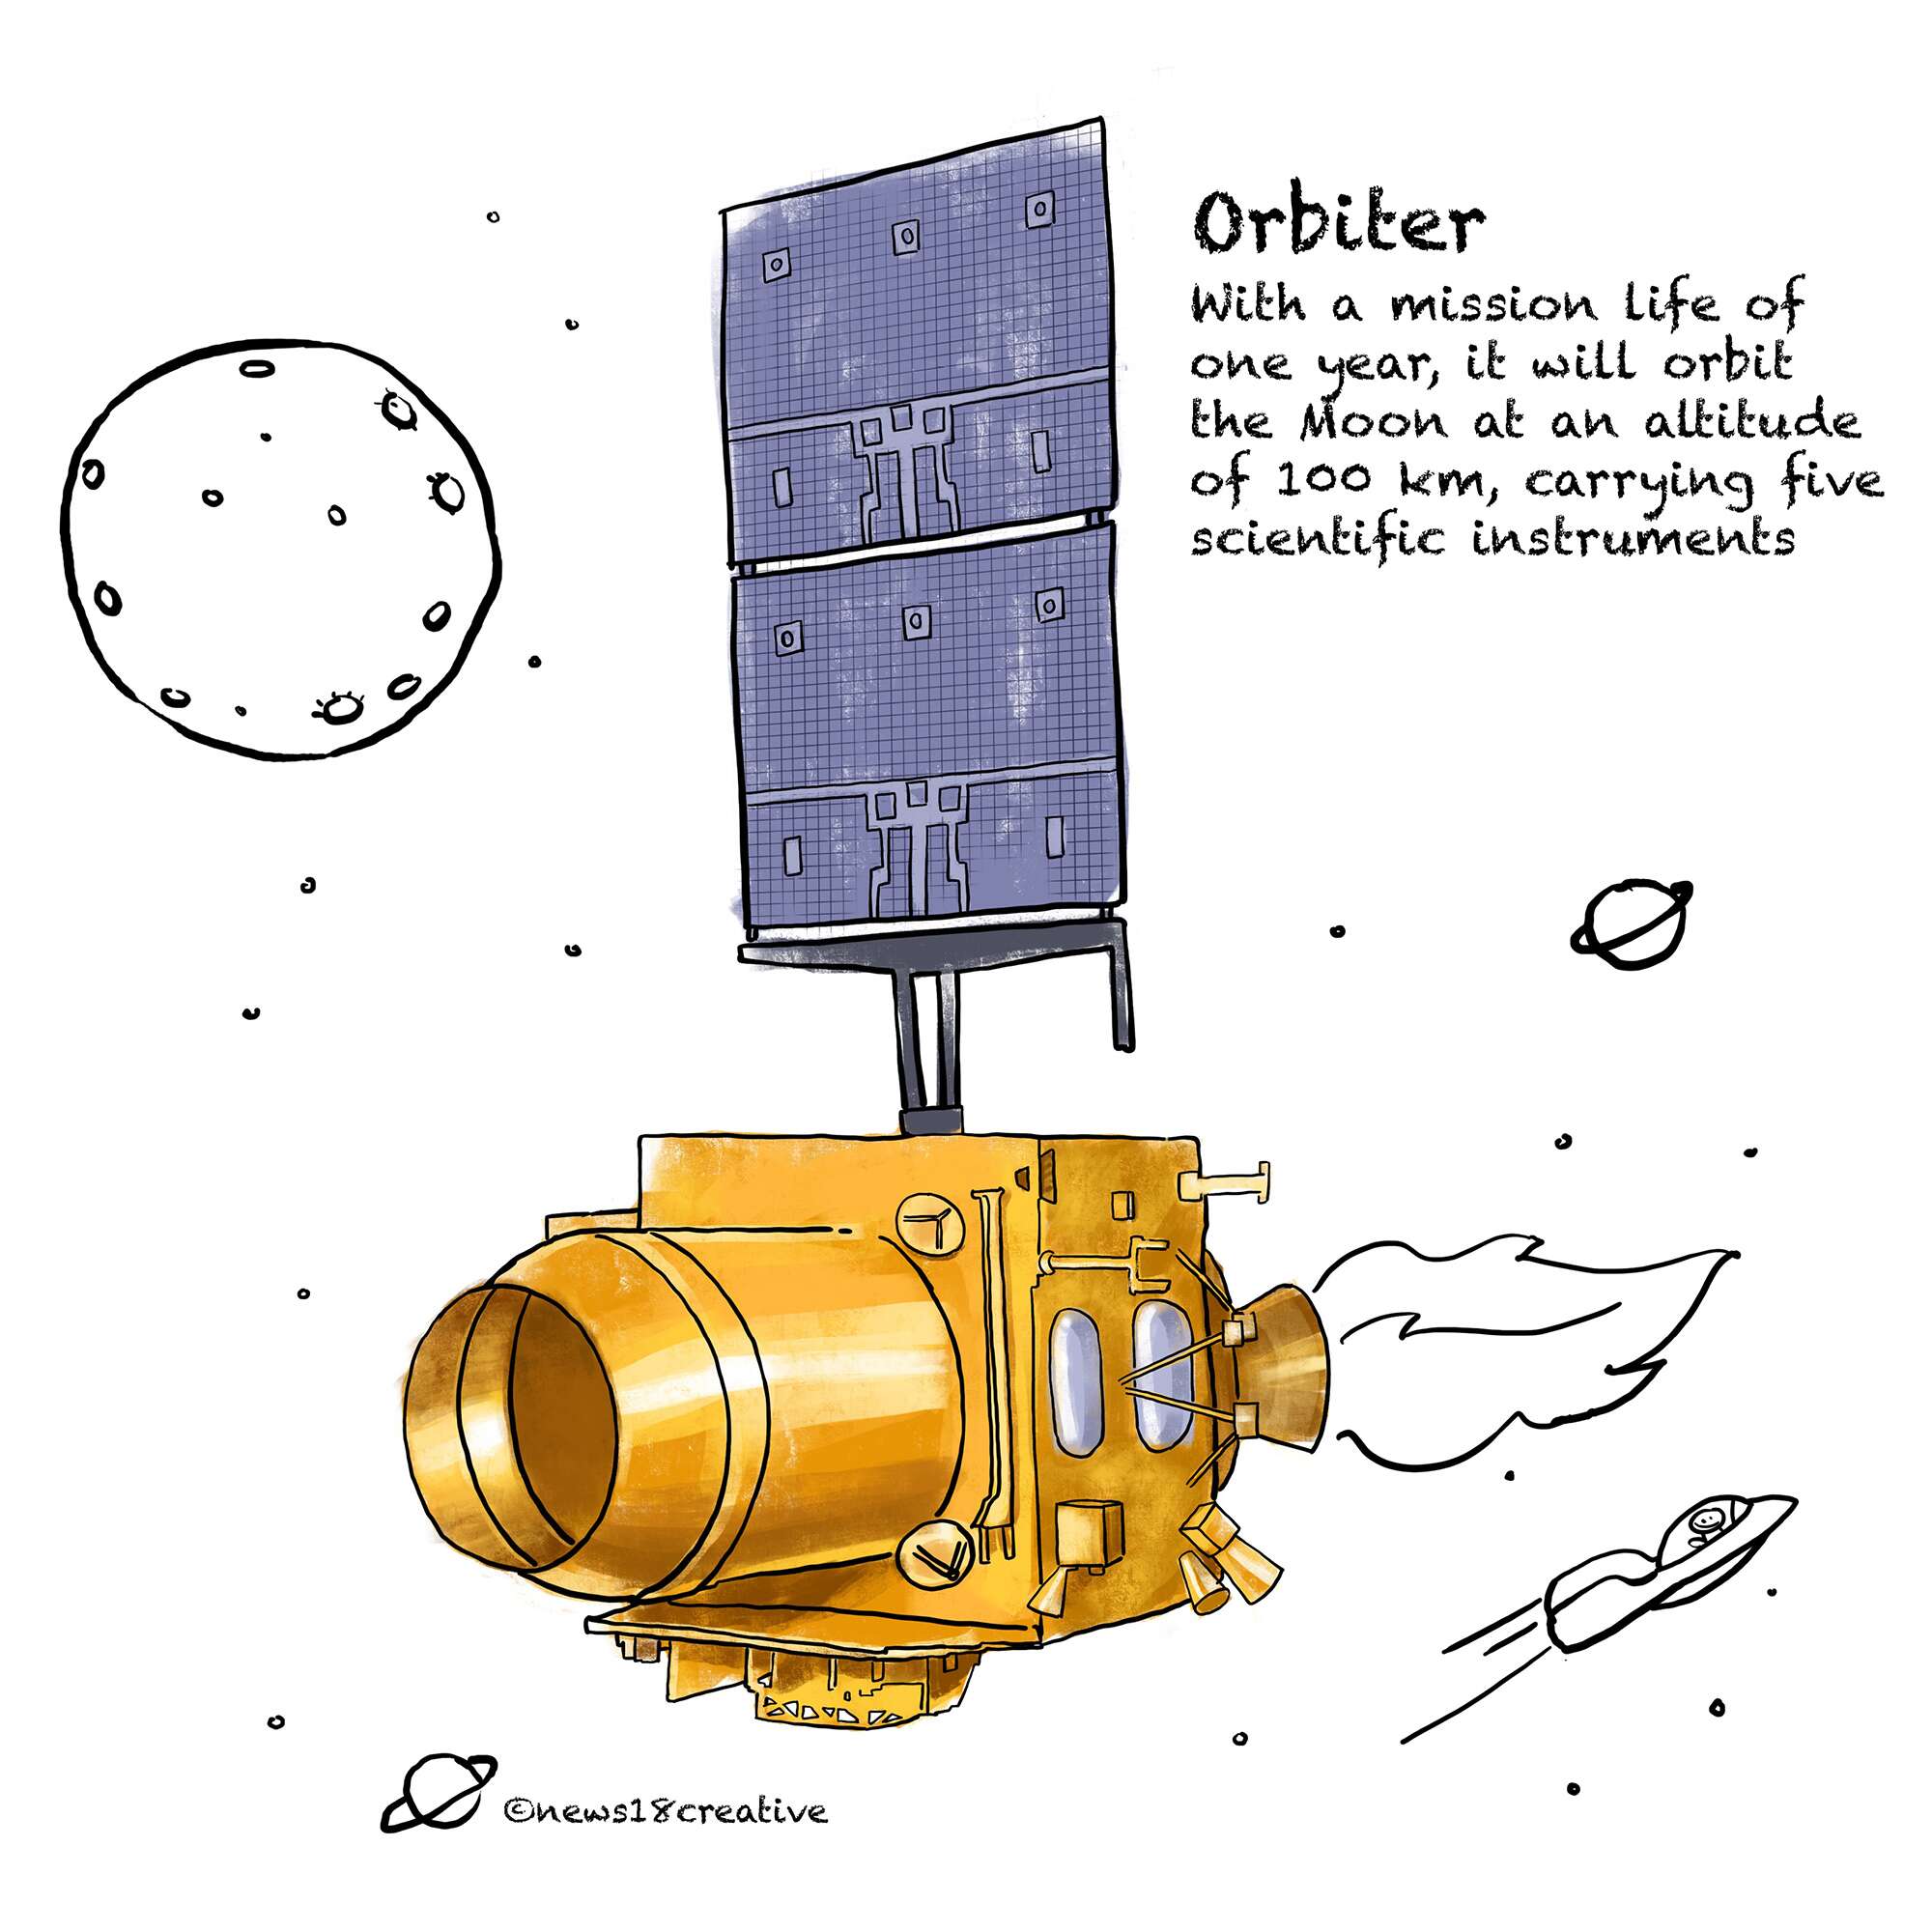 Orbiter
With a mission life of
one year, it will orbit
the Moon at an altitude
of 100 km, carrying five
scientific instruments
©news18creative